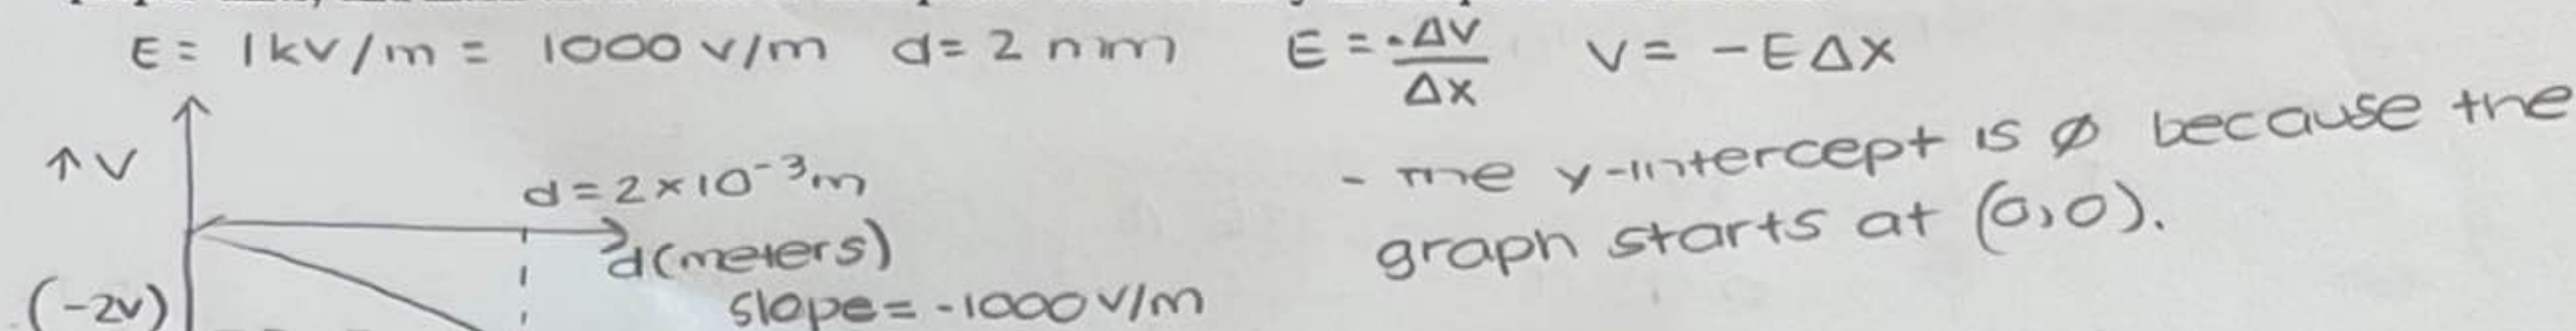 E = 1kV/m = 1000 V/m d = 2 mm E = -ΔV/Δx V = -EΔx
↑V
d = 2×10⁻³m
- The y-intercept is ∅ because the
graph starts at (0,0).
d(meters)
(-2V)
slope = -1000 V/m